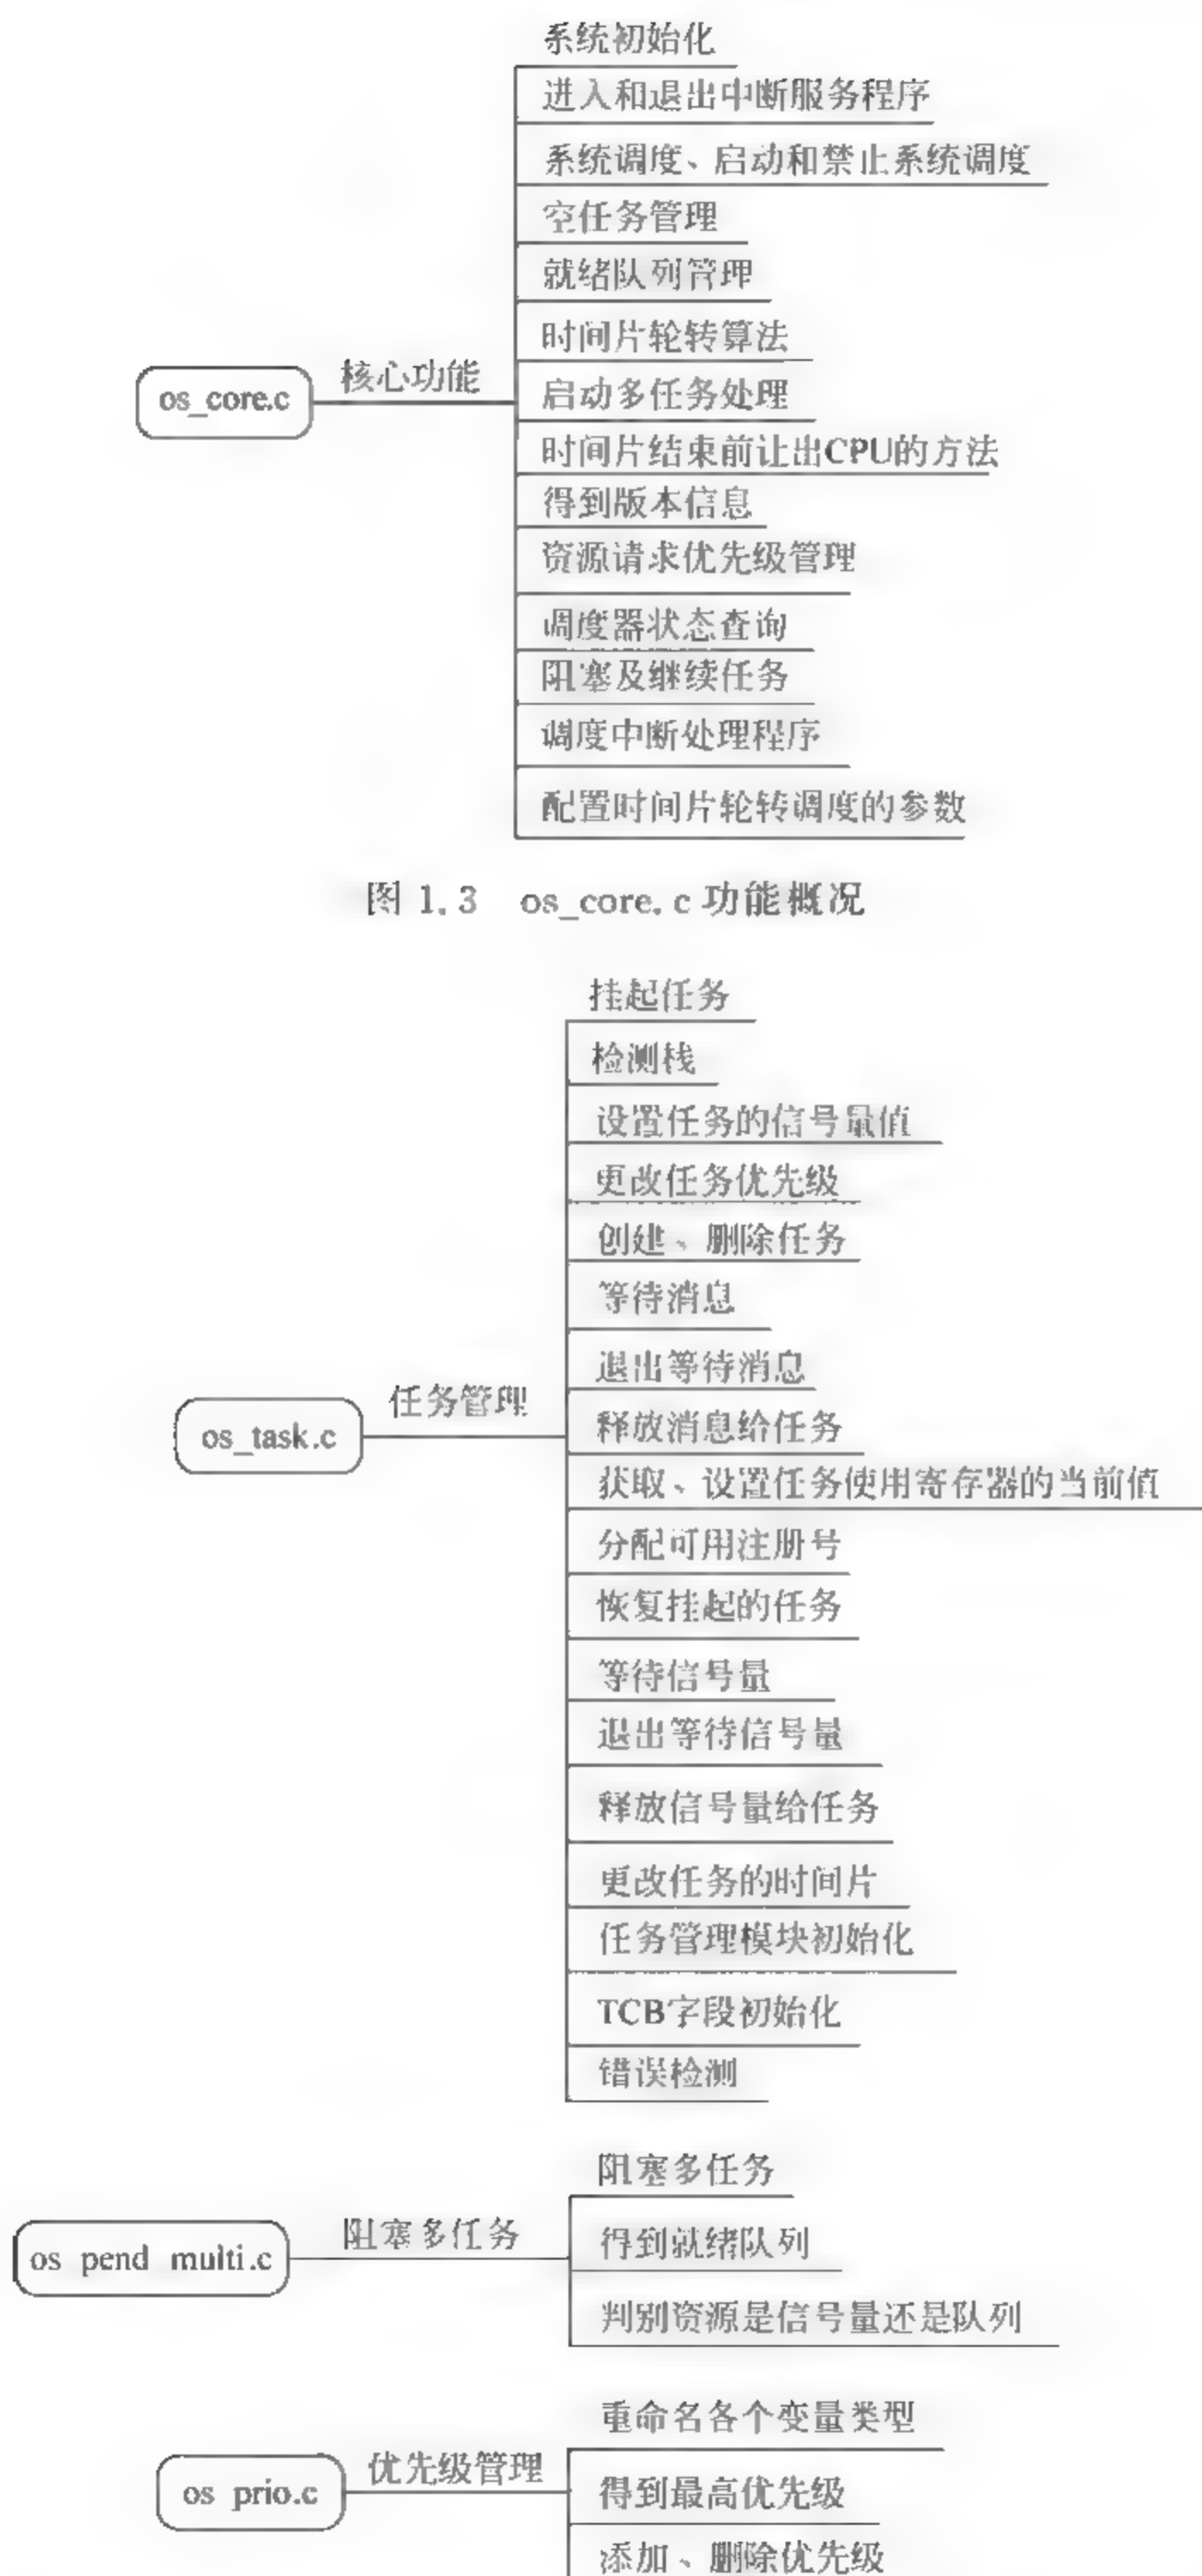 系统初始化
进入和退出中断服务程序
系统调度、启动和禁止系统调度
空任务管理
就绪队列管理
时间片轮转算法
os_core.c
核心功能
启动多任务处理
时间片结束前让出CPU的方法
得到版本信息
资源请求优先级管理
调度器状态查询
阻塞及继续任务
调度中断处理程序
配置时间片轮转调度的参数
图 1.3 os_core.c 功能概况
挂起任务
检测栈
设置任务的信号量值
更改任务优先级
创建、删除任务
等待消息
退出等待消息
os_task.c
任务管理
释放消息给任务
获取、设置任务使用寄存器的当前值
分配可用注册号
恢复挂起的任务
等待信号量
退出等待信号量
释放信号量给任务
更改任务的时间片
任务管理模块初始化
TCB字段初始化
错误检测
os pend multi.c
阻塞多任务
阻塞多任务
得到就绪队列
判别资源是信号量还是队列
os prio.c
优先级管理
重命名各个变量类型
得到最高优先级
添加、删除优先级